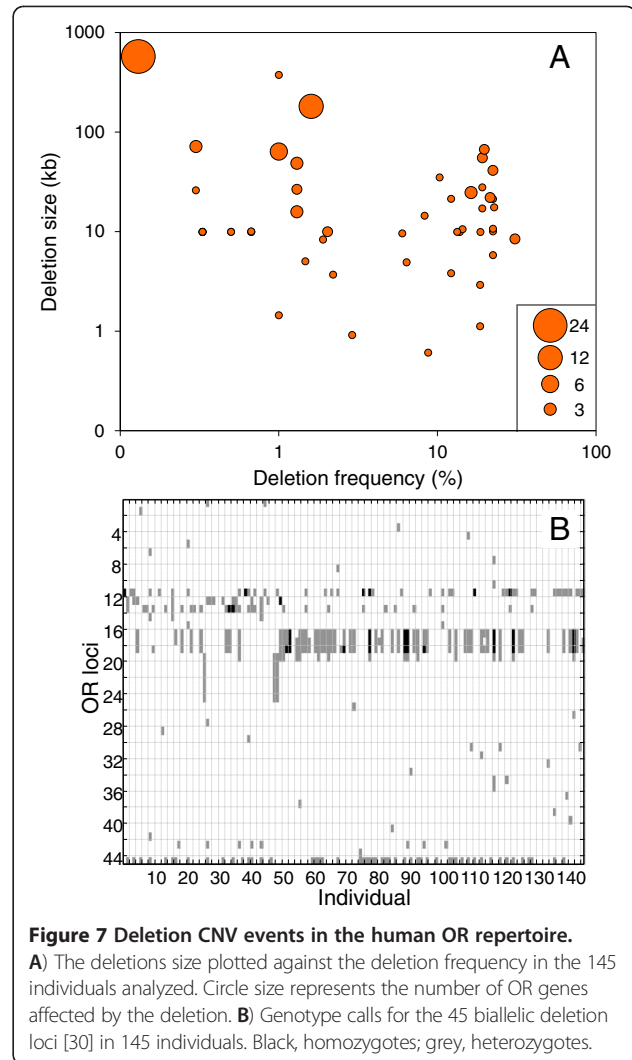 A
Deletion size (kb)
1000
100
10
1
0
24
12
6
3
0 1 10 100
Deletion frequency (%)
B
OR loci
4
8
12
16
20
24
28
32
36
40
44
10 20 30 40 50 60 70 80 90 100 110 120 130 140
Individual
Figure 7 Deletion CNV events in the human OR repertoire.
A) The deletions size plotted against the deletion frequency in the 145
individuals analyzed. Circle size represents the number of OR genes
affected by the deletion. B) Genotype calls for the 45 biallelic deletion
loci [30] in 145 individuals. Black, homozygotes; grey, heterozygotes.